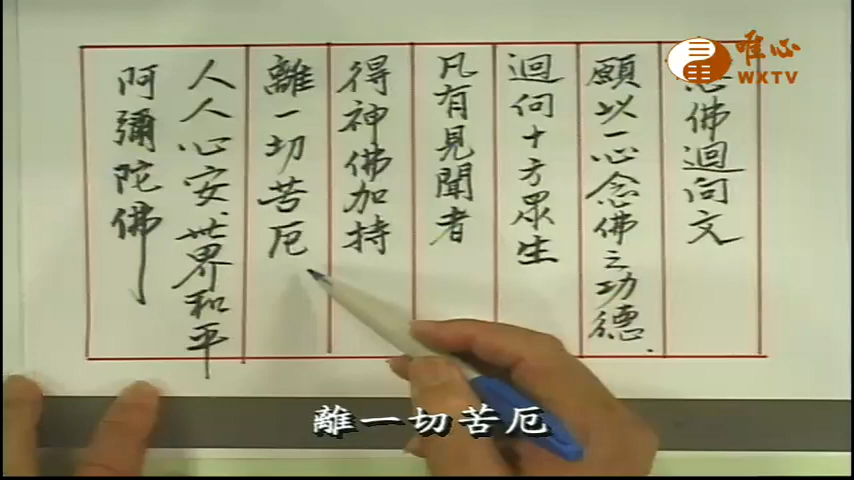 佛迴向文
願以一心念佛之功德.
迴向十方眾生
凡有見聞者
得神佛加持
離一切苦厄
人人心安世界和平
阿彌陀佛
唯心
WXTV
離一切苦厄